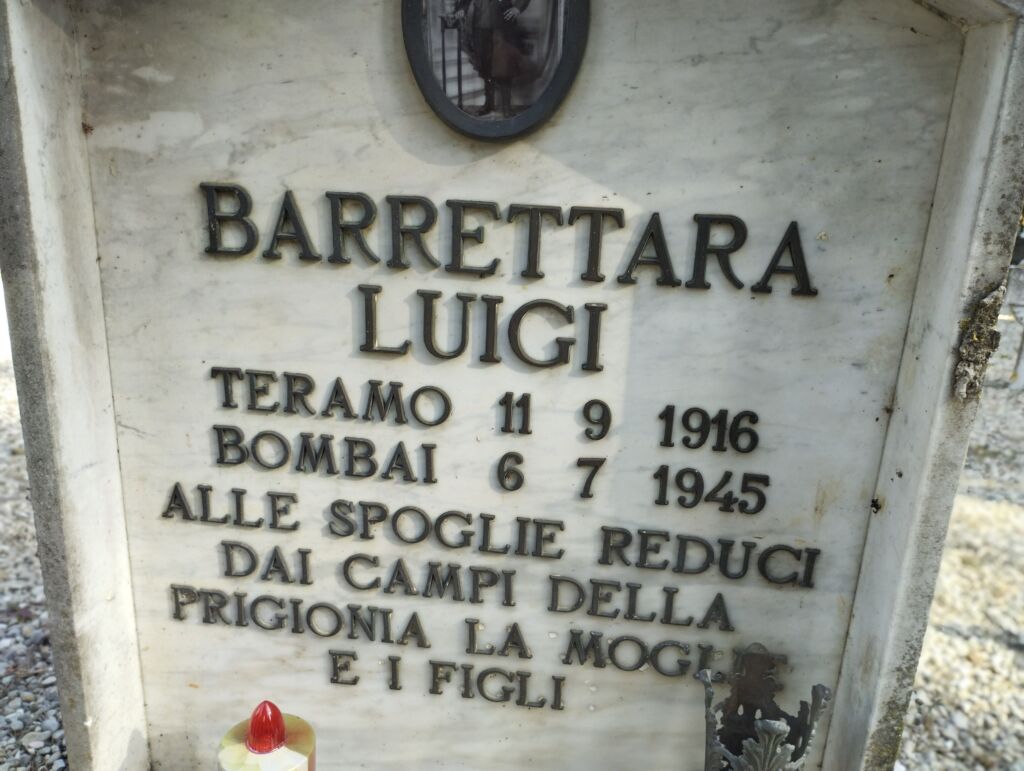 BARRETTARA
LUIGI
TERAMO 11 9 1916
BOMBAI 6 7 1945
ALLE SPOGLIE REDUCI
DAI CAMPI DELLA
PRIGIONIA LA MOGLIE
E I FIGLI